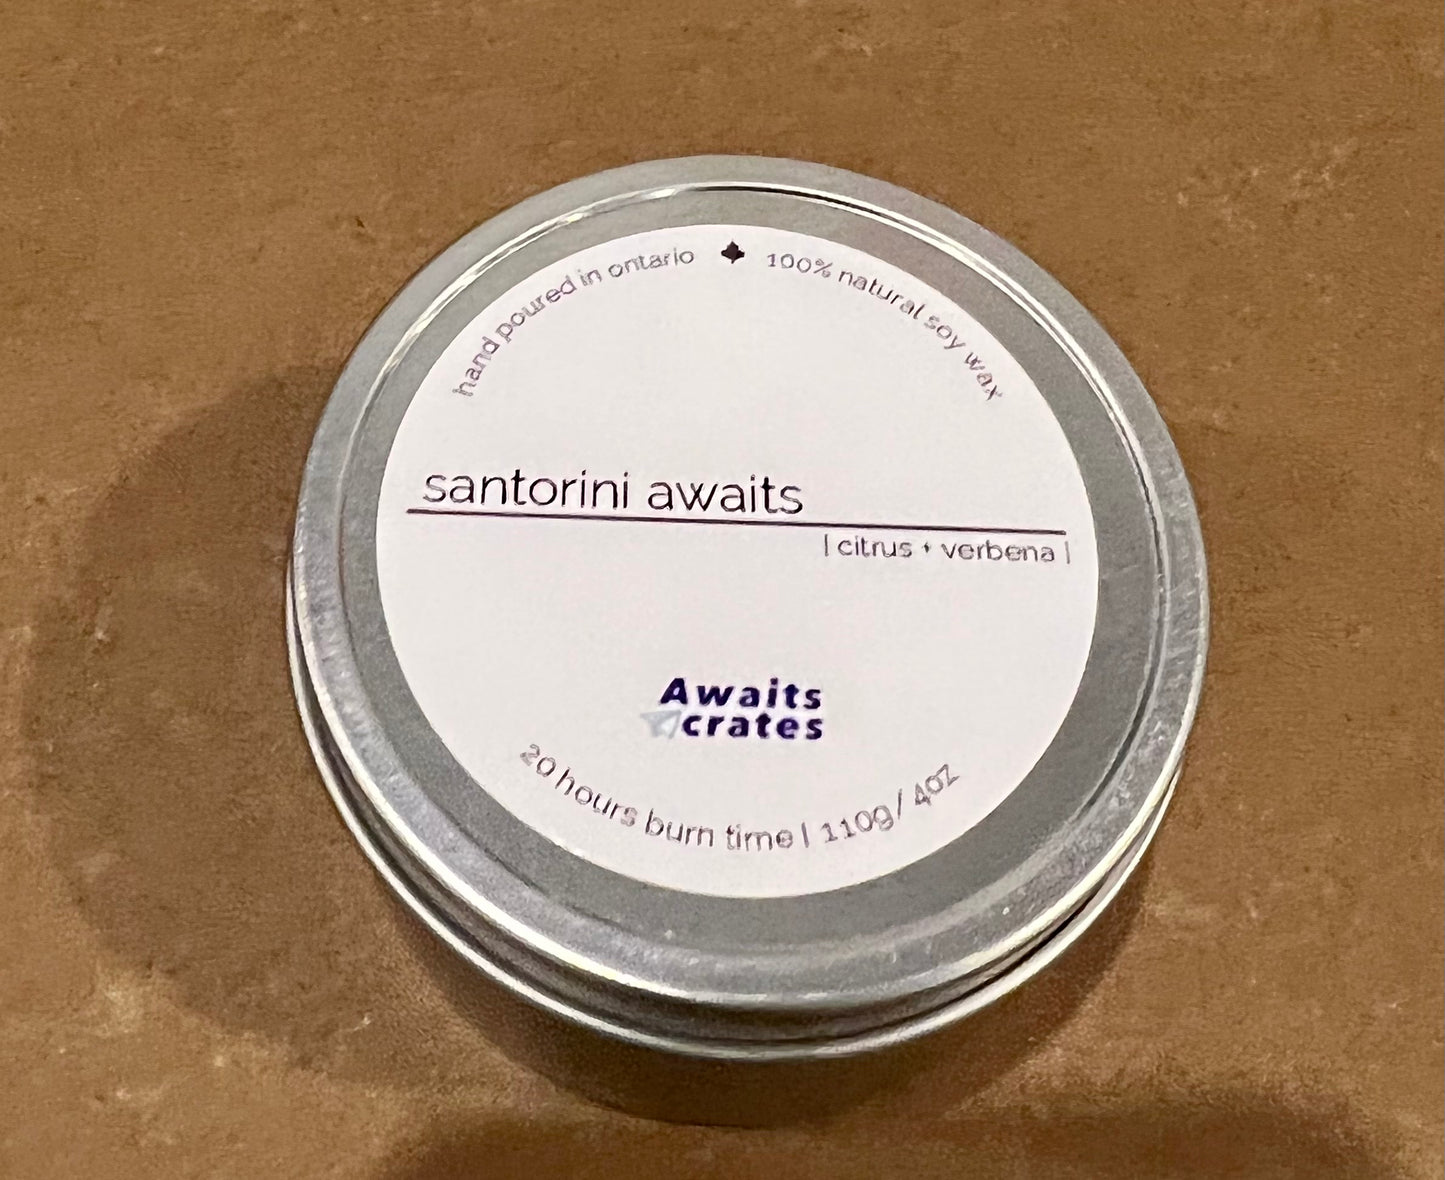 hand poured in ontario
100% natural soy wax
santorini awaits
| citrus + verbena |
Awaits
crates
20 hours burn time | 110g / 4oz